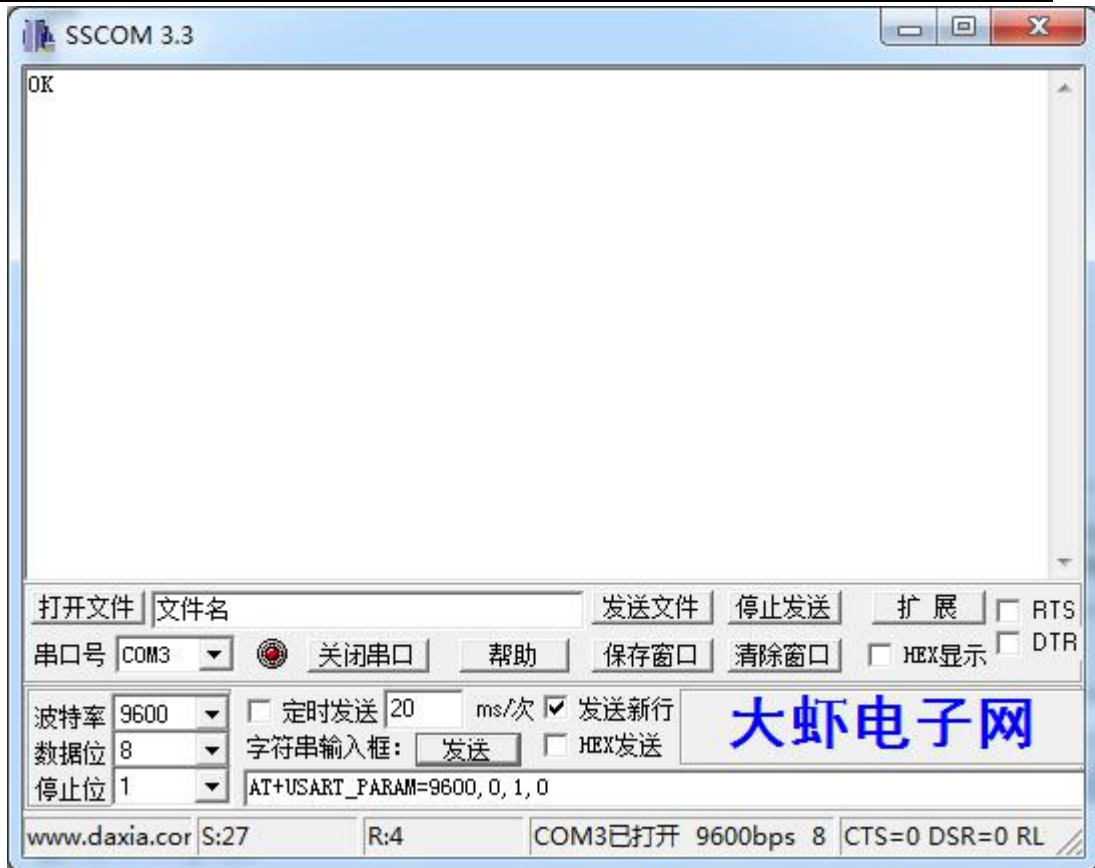 SSCOM 3.3
OK
打开文件 文件名 发送文件 停止发送 扩 展 RTS
串口号 COM3 关闭串口 帮助 保存窗口 清除窗口 HEX显示 DTR
波特率 9600 定时发送 20 ms/次 发送新行 大虾电子网
数据位 8 字符串输入框： 发送 HEX发送
停止位 1 AT+USART_PARAM=9600,0,1,0
www.daxia.cor S:27 R:4 COM3已打开 9600bps 8 CTS=0 DSR=0 RL